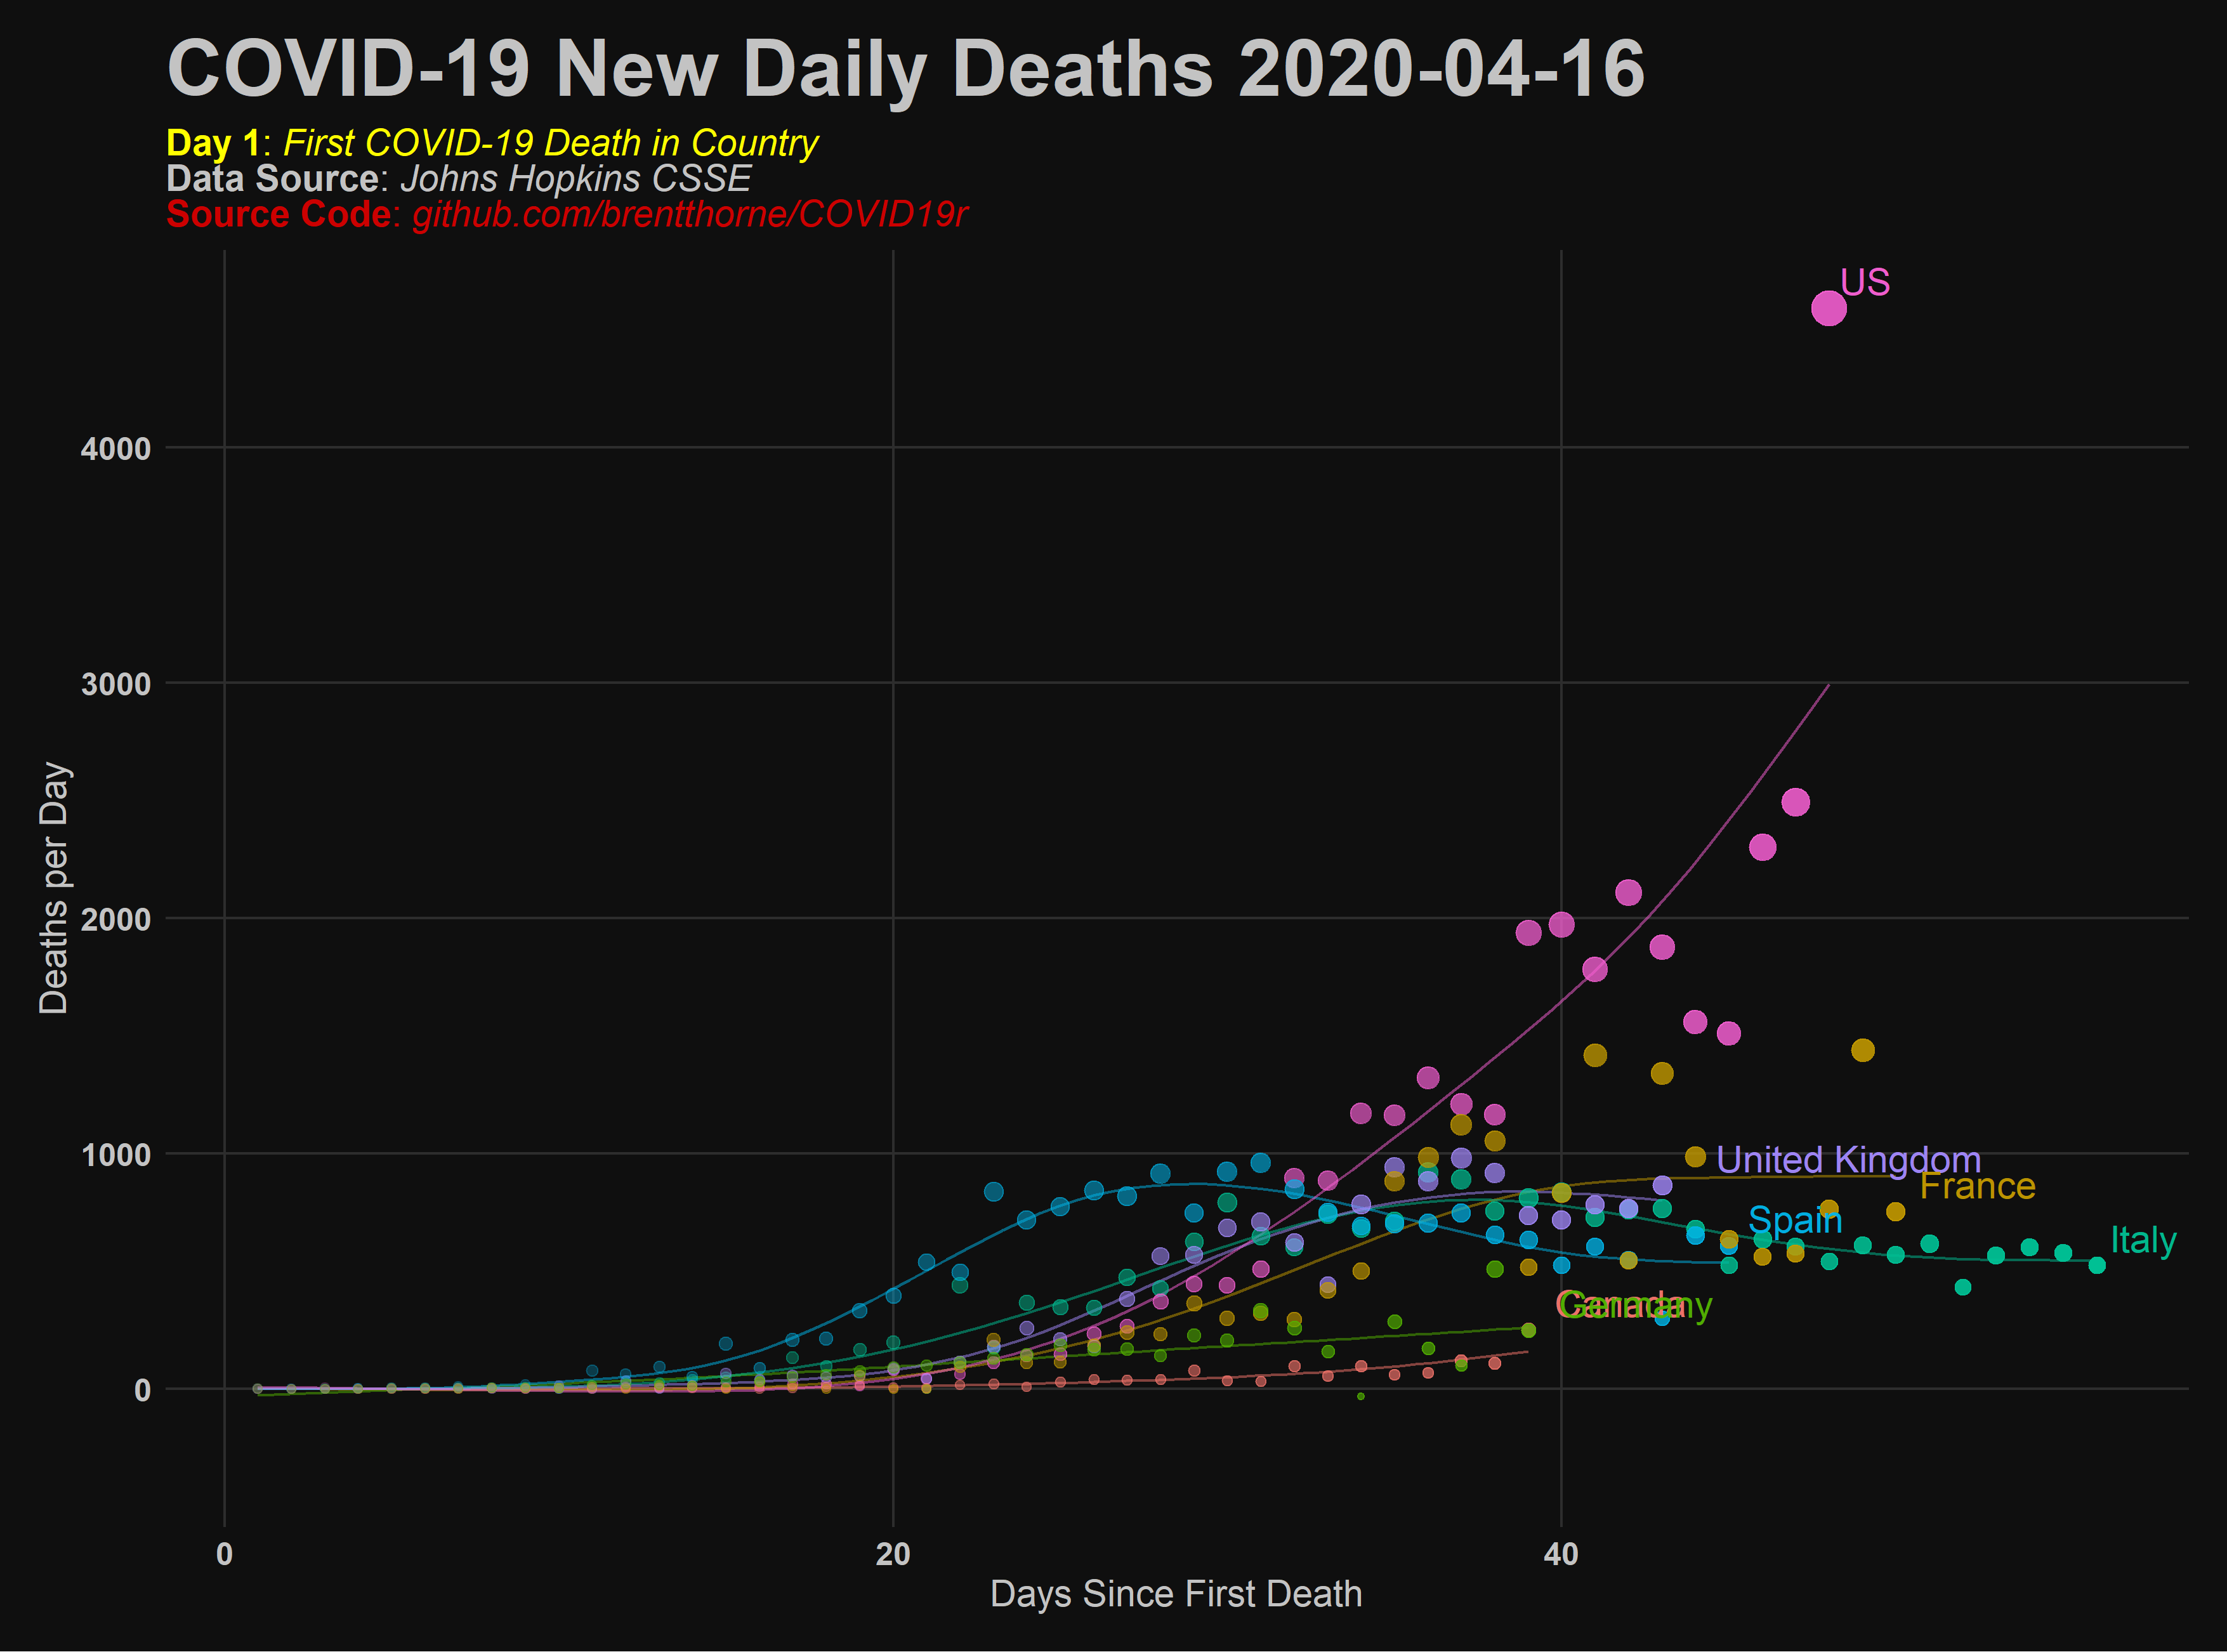 COVID-19 New Daily Deaths 2020-04-16
Day 1: First COVID-19 Death in Country
Data Source: Johns Hopkins CSSE
Source Code: github.com/brentthorne/COVID19r
US
4000
3000
2000
1000
0
Deaths per Day
United Kingdom
France
Spain
Italy
Canada
Germany
0
20
40
Days Since First Death